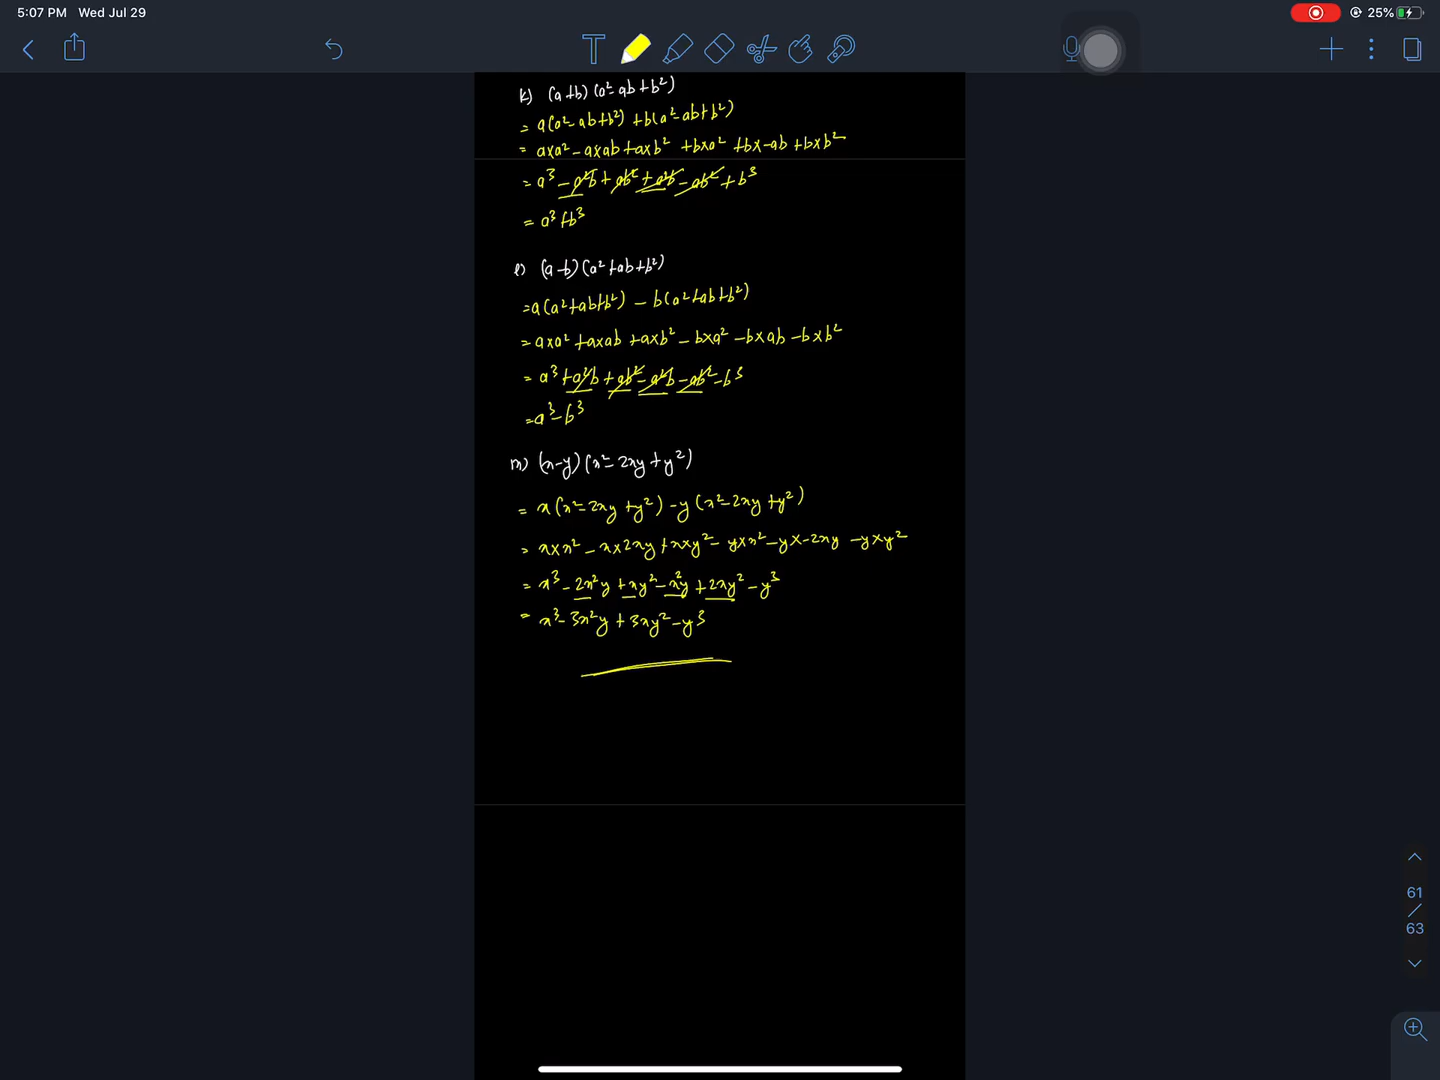 5:07 PM Wed Jul 29
25%
k) (a+b)(a²-ab+b²)
= a(a²-ab+b²) +b(a²-ab+b²)
= a×a² - a×ab + a×b² + b×a² + b×-ab + b×b²
= a³ - a²b + ab² + a²b - ab² + b³
= a³+b³
l) (a-b)(a²+ab+b²)
= a(a²+ab+b²) - b(a²+ab+b²)
= a×a² + a×ab + a×b² - b×a² - b×ab - b×b²
= a³ + a²b + ab² - a²b - ab² - b³
= a³-b³
m) (x-y)(x²-2xy+y²)
= x(x²-2xy+y²) - y(x²-2xy+y²)
= x×x² - x×2xy + x×y² - y×x² - y×-2xy - y×y²
= x³ - 2x²y + xy² - x²y + 2xy² - y³
= x³ - 3x²y + 3xy² - y³
61
/
63